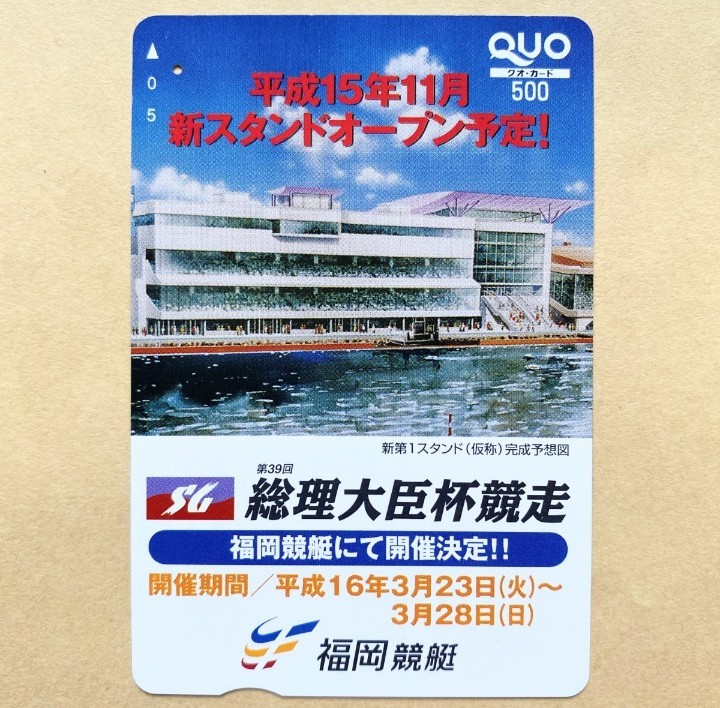 QUO
クオ・カード
500
0
5
平成15年11月
新スタンドオープン予定!
新第1スタンド(仮称)完成予想図
第39回
SG 総理大臣杯競走
福岡競艇にて開催決定!!
開催期間/平成16年3月23日(火)〜
3月28日(日)
福岡競艇